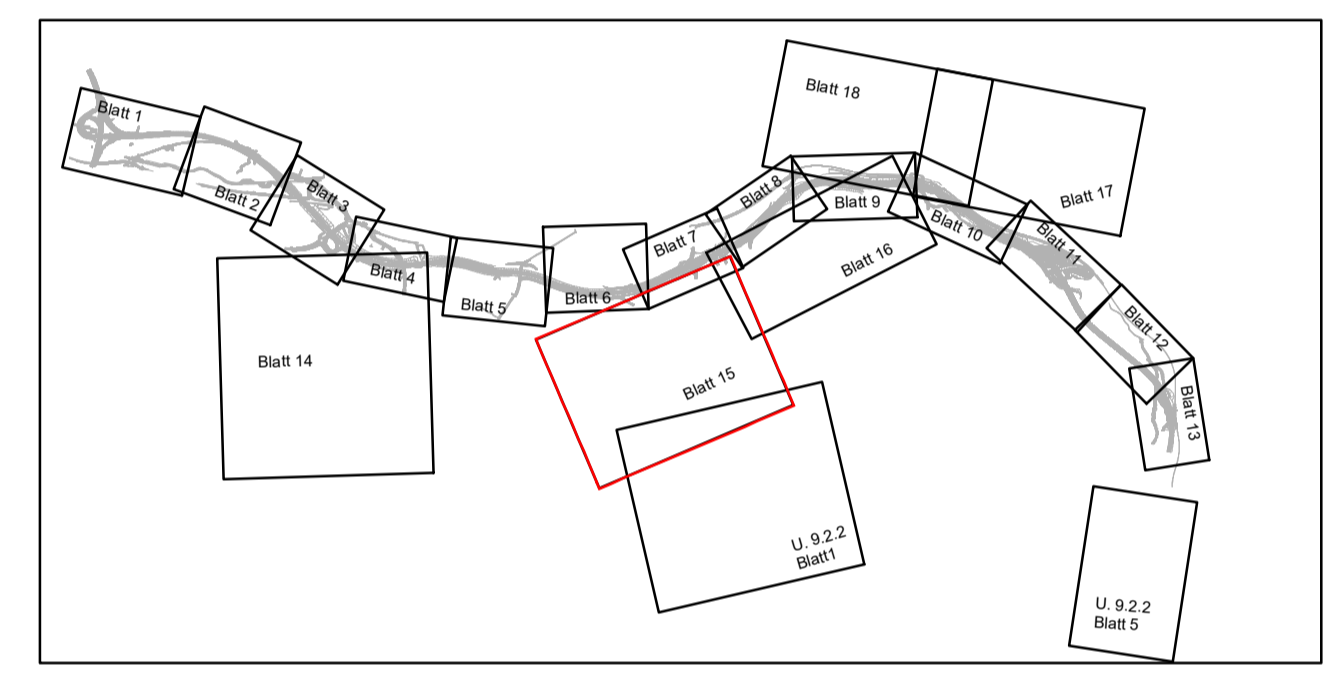 Blatt 1
Blatt 2
Blatt 3
Blatt 4
Blatt 5
Blatt 6
Blatt 7
Blatt 8
Blatt 9
Blatt 10
Blatt 11
Blatt 12
Blatt 13
Blatt 14
Blatt 15
Blatt 16
Blatt 17
Blatt 18
U. 9.2.2
Blatt1
U. 9.2.2
Blatt 5